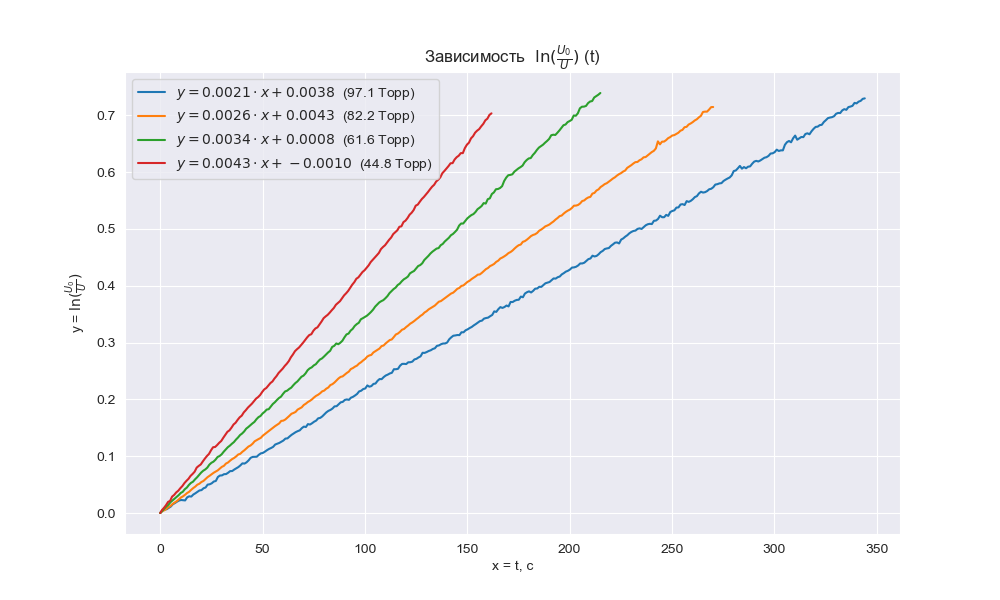 Зависимость ln(U₀/U) (t)
y = 0.0021 · x + 0.0038 (97.1 Торр)
y = 0.0026 · x + 0.0043 (82.2 Торр)
y = 0.0034 · x + 0.0008 (61.6 Торр)
y = 0.0043 · x + −0.0010 (44.8 Торр)
y = ln(U₀/U)
0.7
0.6
0.5
0.4
0.3
0.2
0.1
0.0
0 50 100 150 200 250 300 350
x = t, c